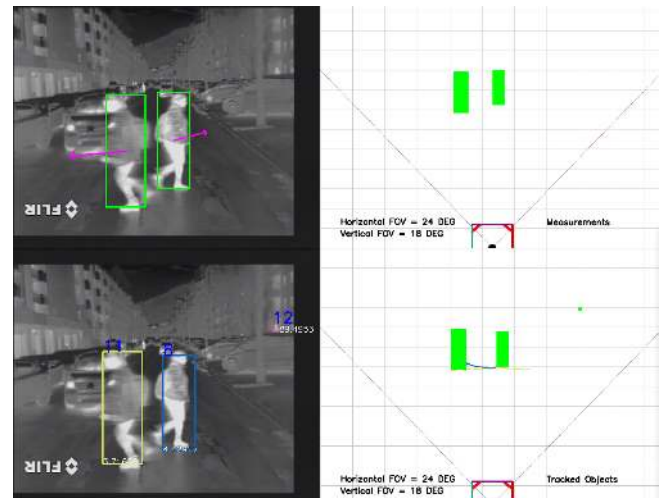 FLIR
Horizontal FOV = 24 DEG
Vertical FOV = 18 DEG
Measurements
12
11
8
FLIR
Horizontal FOV = 24 DEG
Vertical FOV = 18 DEG
Tracked Objects